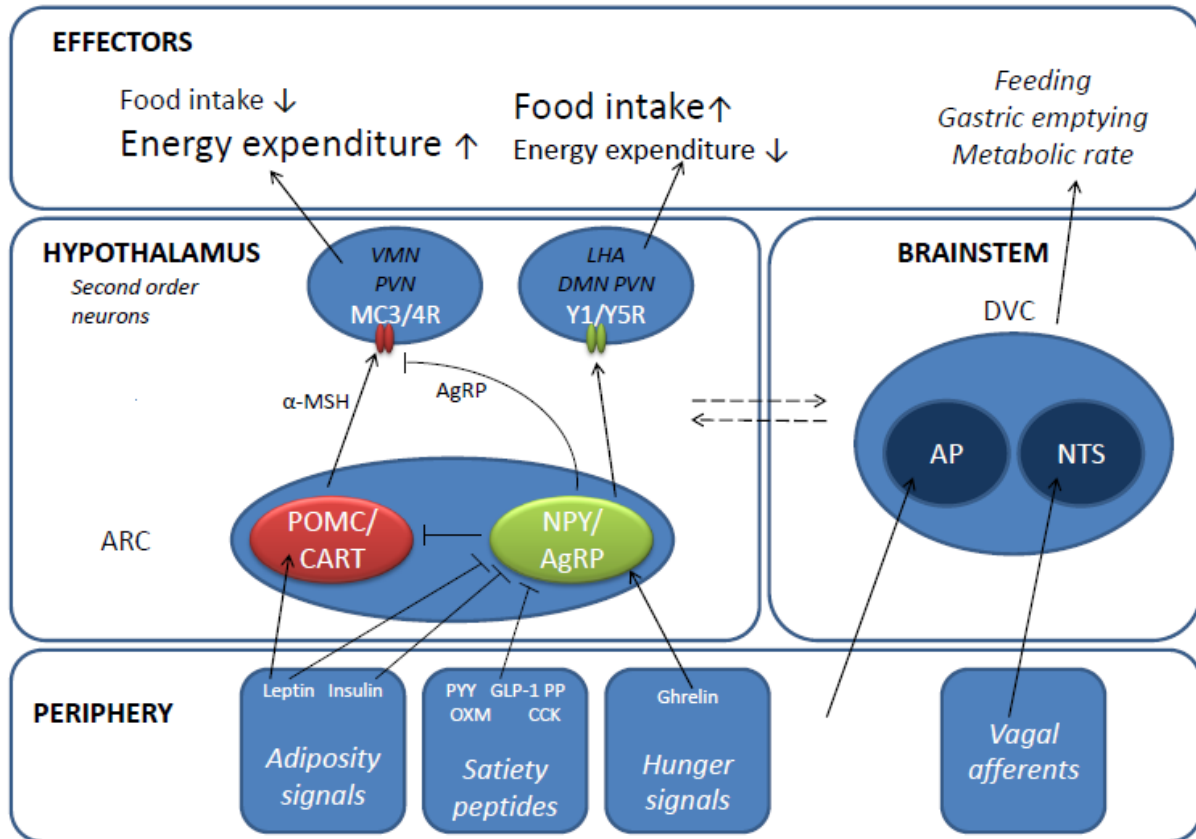 EFFECTORS
Food intake ↓
Energy expenditure ↑
Food intake↑
Energy expenditure ↓
Feeding
Gastric emptying
Metabolic rate
HYPOTHALAMUS
Second order
neurons
VMN
PVN
MC3/4R
LHA
DMN PVN
Y1/Y5R
α-MSH
AgRP
ARC
POMC/
CART
NPY/
AgRP
BRAINSTEM
DVC
AP
NTS
PERIPHERY
Leptin Insulin
Adiposity
signals
PYY GLP-1 PP
OXM CCK
Satiety
peptides
Ghrelin
Hunger
signals
Vagal
afferents